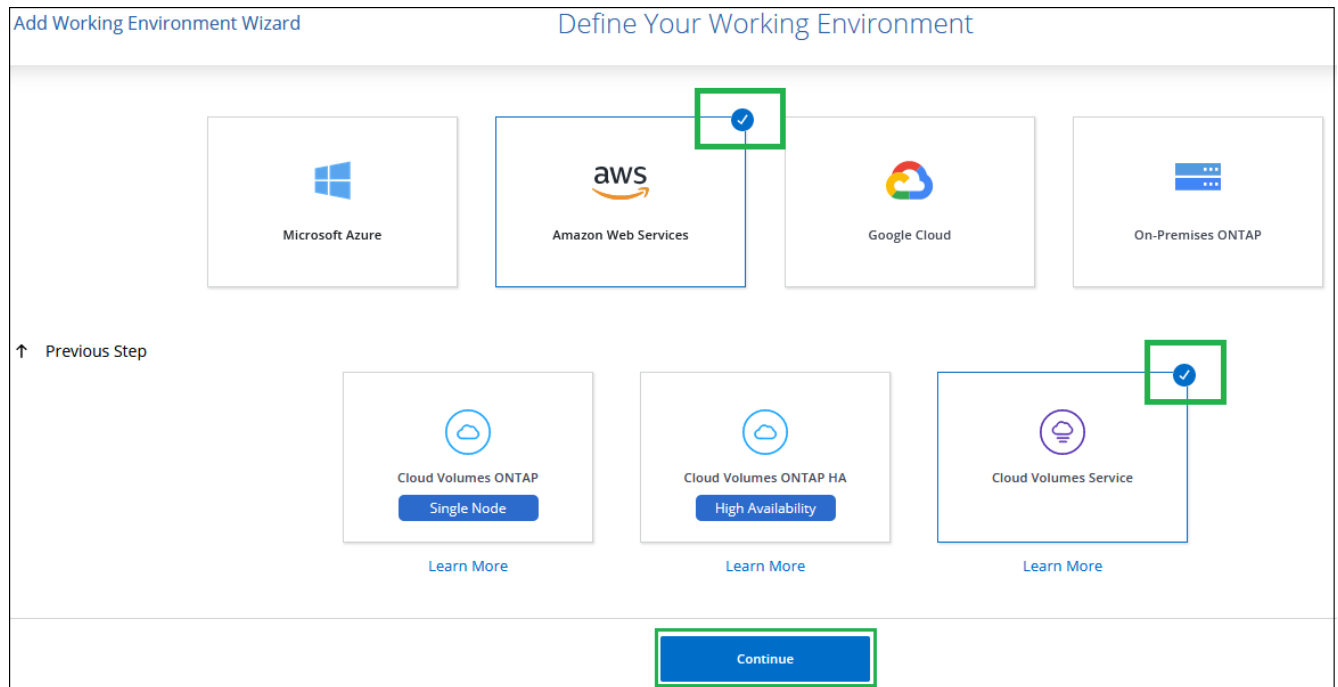 Add Working Environment Wizard
Define Your Working Environment
aws
Microsoft Azure
Amazon Web Services
Google Cloud
On-Premises ONTAP
↑ Previous Step
Cloud Volumes ONTAP
Single Node
Cloud Volumes ONTAP HA
High Availability
Cloud Volumes Service
Learn More
Learn More
Learn More
Continue